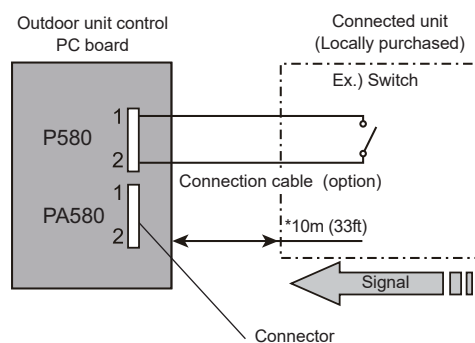 Outdoor unit control
PC board
Connected unit
(Locally purchased)
Ex.) Switch
P580
1
2
Connection cable (option)
PA580
1
2
*10m (33ft)
Signal
Connector